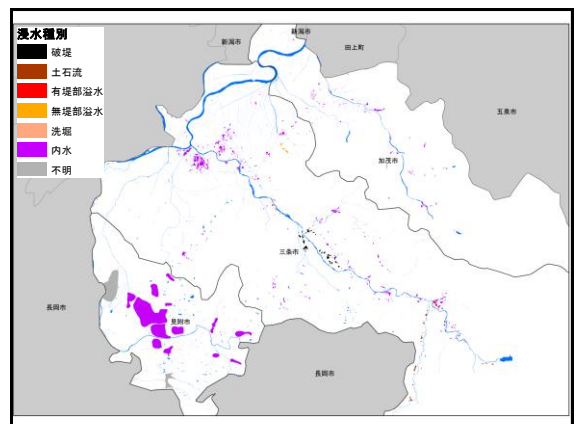 浸水種別
破堤
土石流
有堤部溢水
無堤部溢水
洗堀
内水
不明
新潟市
新潟市
田上町
五泉市
加茂市
三条市
長岡市
見附市
長岡市